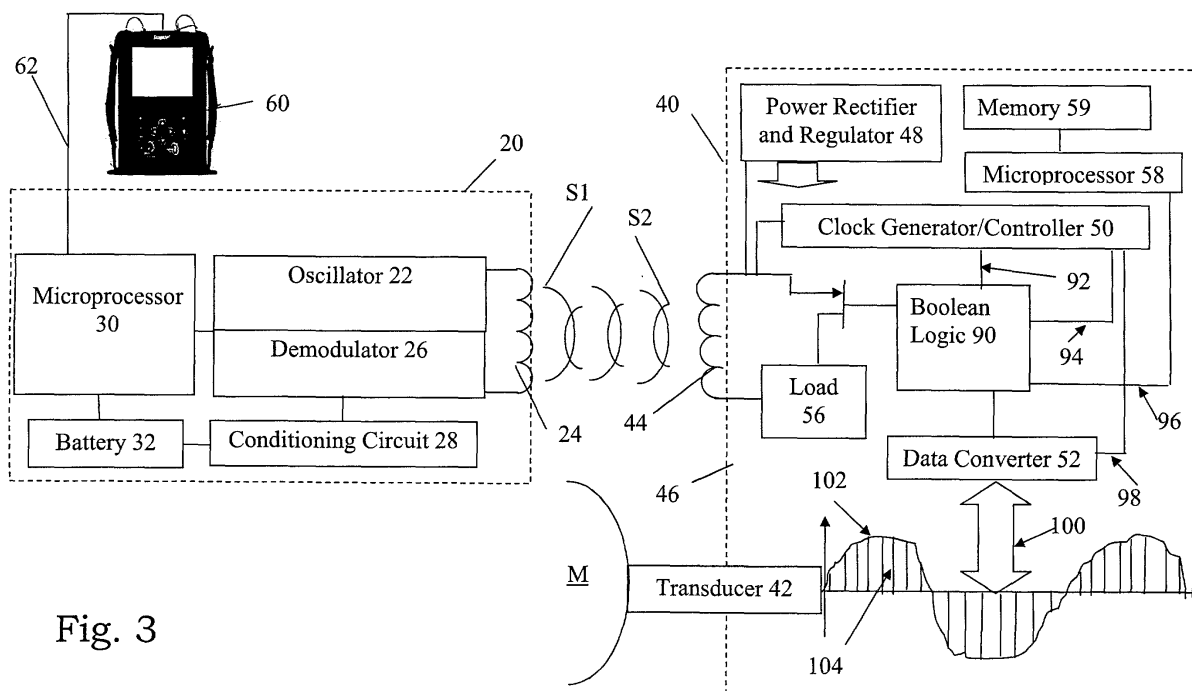 62
60
20
S1
S2
40
Power Rectifier
and Regulator 48
Memory 59
Microprocessor 58
Clock Generator/Controller 50
Microprocessor
30
Oscillator 22
Demodulator 26
Battery 32
Conditioning Circuit 28
24
44
Load
56
Boolean
Logic 90
92
94
96
Data Converter 52
98
46
102
100
M
Transducer 42
104
Fig. 3